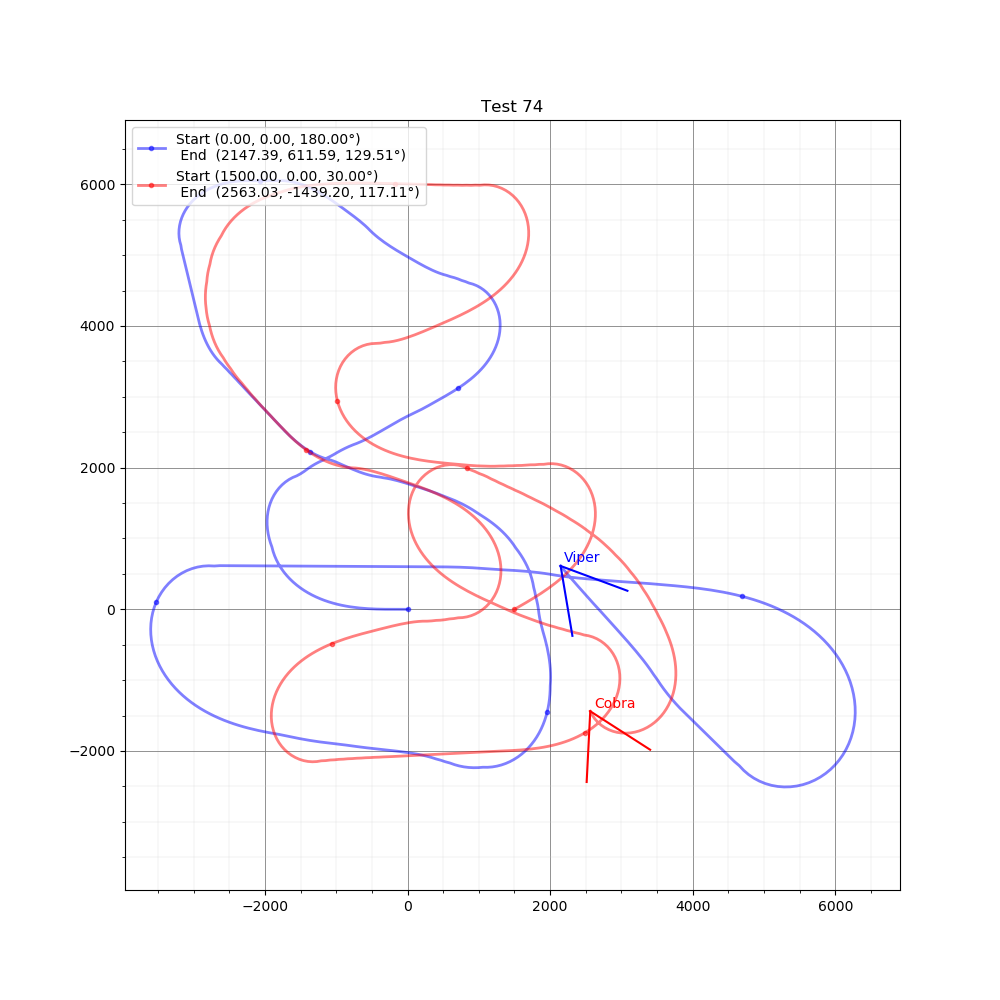 Test 74
Start (0.00, 0.00, 180.00°)
End (2147.39, 611.59, 129.51°)
Start (1500.00, 0.00, 30.00°)
End (2563.03, -1439.20, 117.11°)
6000
4000
2000
0
−2000
Viper
Cobra
−2000
0
2000
4000
6000